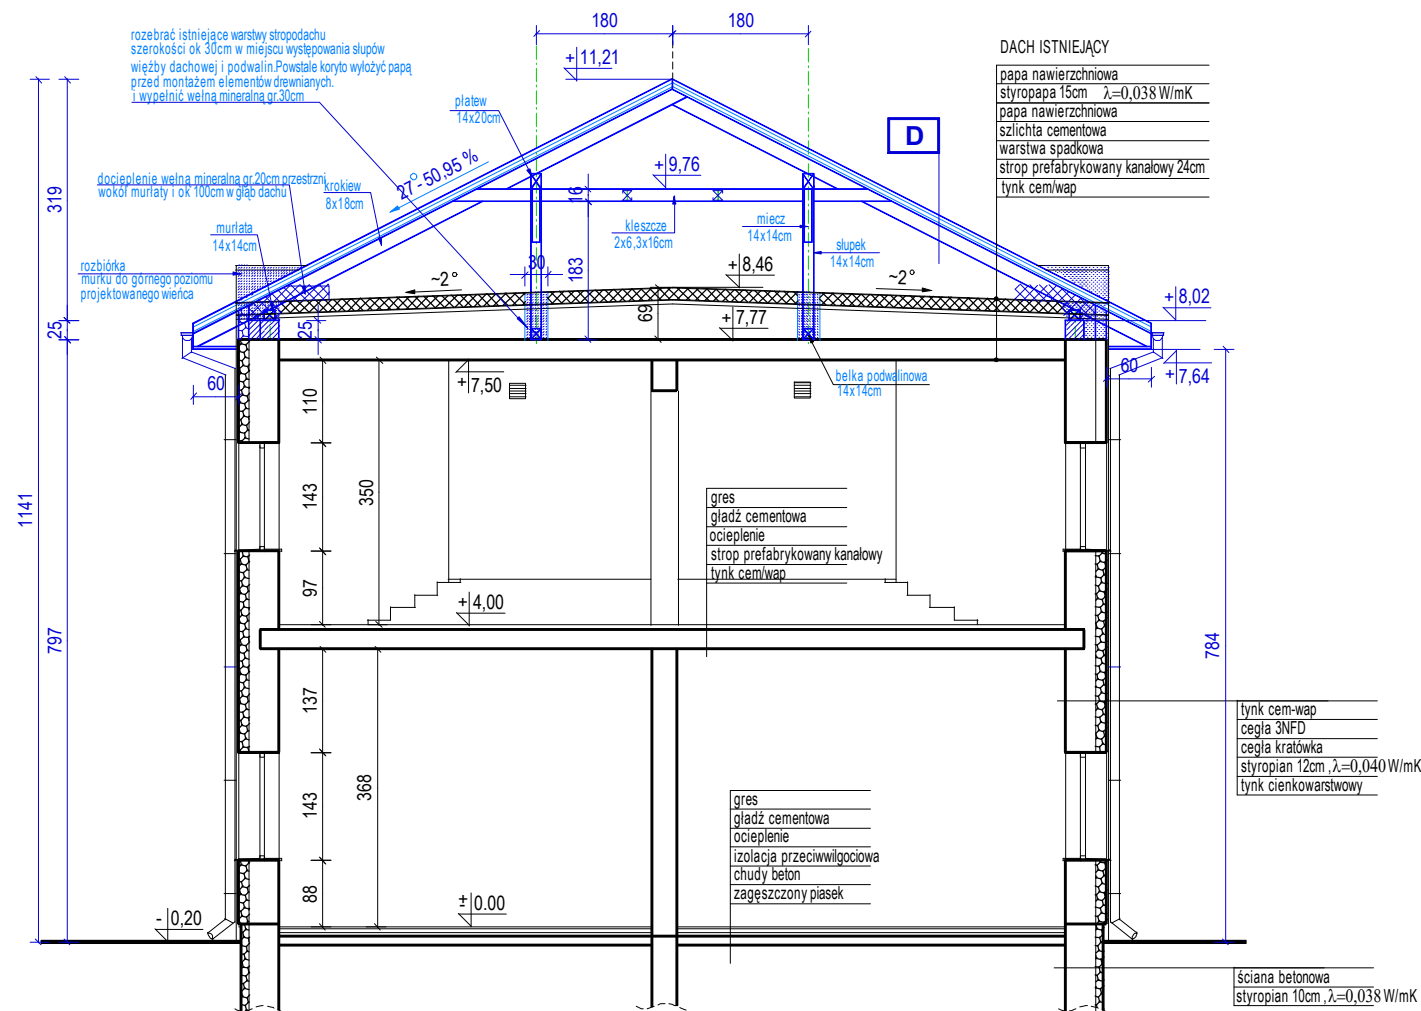 180
180
rozebrać istniejące warstwy stropodachu
szerokości ok 30cm w miejscu występowania słupów
więźby dachowej i podwalin.Powstałe koryto wyłożyć papą
przed montażem elementów drewnianych.
i wypełnić wełną mineralną gr.30cm
+11,21
DACH ISTNIEJĄCY
papa nawierzchniowa
styropapa 15cm λ=0,038 W/mK
papa nawierzchniowa
szlichta cementowa
warstwa spadkowa
strop prefabrykowany kanałowy 24cm
tynk cem/wap
płatew
14x20cm
D
27° - 50,95 %
+9,76
docieplenie wełną mineralną gr.20cm przestrzni
wokół murłaty i ok 100cm w głąb dachu
krokiew
8x18cm
16
319
murłata
14x14cm
kleszcze
2x6,3x16cm
miecz
14x14cm
słupek
14x14cm
rozbiórka
murku do górnego poziomu
projektowanego wieńca
~2°
30
183
+8,46
~2°
+8,02
25
25
69
+7,77
+7,50
belka podwalinowa
14x14cm
60
60
+7,64
110
143
350
1141
gres
gładź cementowa
ocieplenie
strop prefabrykowany kanałowy
tynk cem/wap
97
+4,00
797
784
137
tynk cem-wap
cegła 3NFD
cegła kratówka
styropian 12cm ,λ=0,040 W/mK
tynk cienkowarstwowy
143
368
gres
gładź cementowa
ocieplenie
izolacja przeciwwilgociowa
chudy beton
zagęszczony piasek
88
± 0.00
- 0,20
ściana betonowa
styropian 10cm ,λ=0,038 W/mK